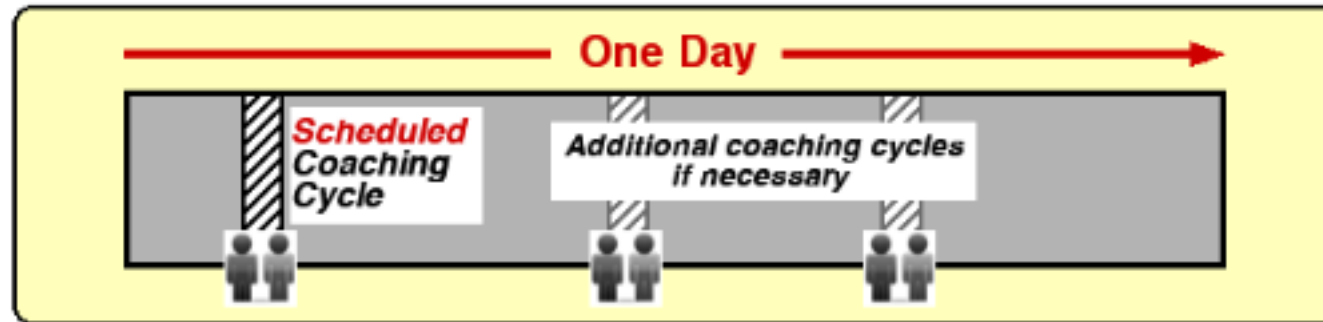 One Day
Scheduled
Coaching
Cycle
Additional coaching cycles
if necessary